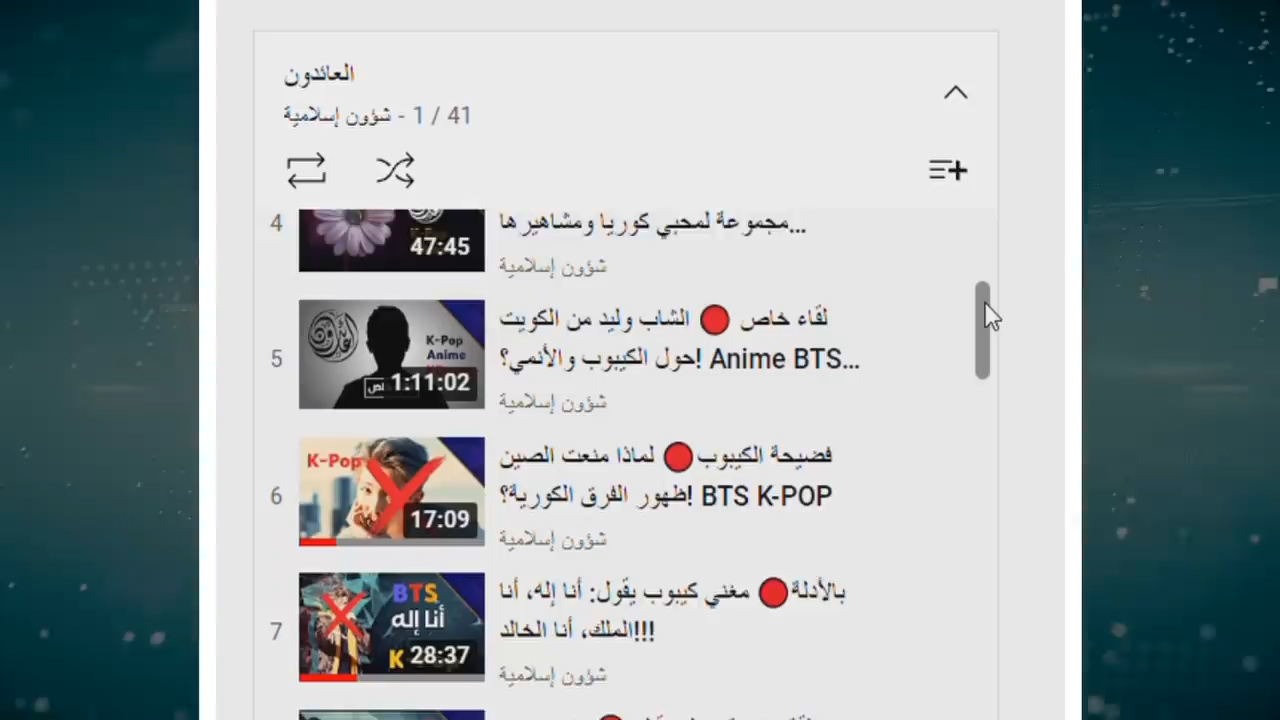 العائدون
شؤون إسلامية - 1 / 41
4
47:45
مجموعة لمحبي كوريا ومشاهيرها...
شؤون إسلامية
5
K-Pop
Anime
1:11:02
لقاء خاص 🔴 الشاب وليد من الكويت
حول الكيبوب والأنمي؟! Anime BTS...
شؤون إسلامية
6
K-Pop
17:09
فضيحة الكيبوب🔴 لماذا منعت الصين
ظهور الفرق الكورية؟! BTS K-POP
شؤون إسلامية
7
BTS
أنا إله
K
28:37
بالأدلة🔴 مغني كيبوب يقول: أنا إله، أنا
الملك، أنا الخالد!!!
شؤون إسلامية